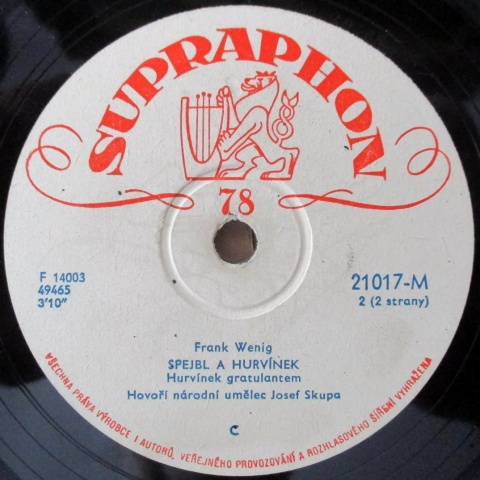 SUPRAPHON
78
F 14003
49465
3'10"
21017-M
2 (2 strany)
Frank Wenig
SPEJBL A HURVÍNEK
Hurvínek gratulantem
Hovoří národní umělec Josef Skupa
C
VŠECHNA PRÁVA VÝROBCE I AUTORŮ, VEŘEJNÉHO PROVOZOVÁNÍ A ROZHLASOVÉHO ŠÍŘENÍ VYHRAŽENA